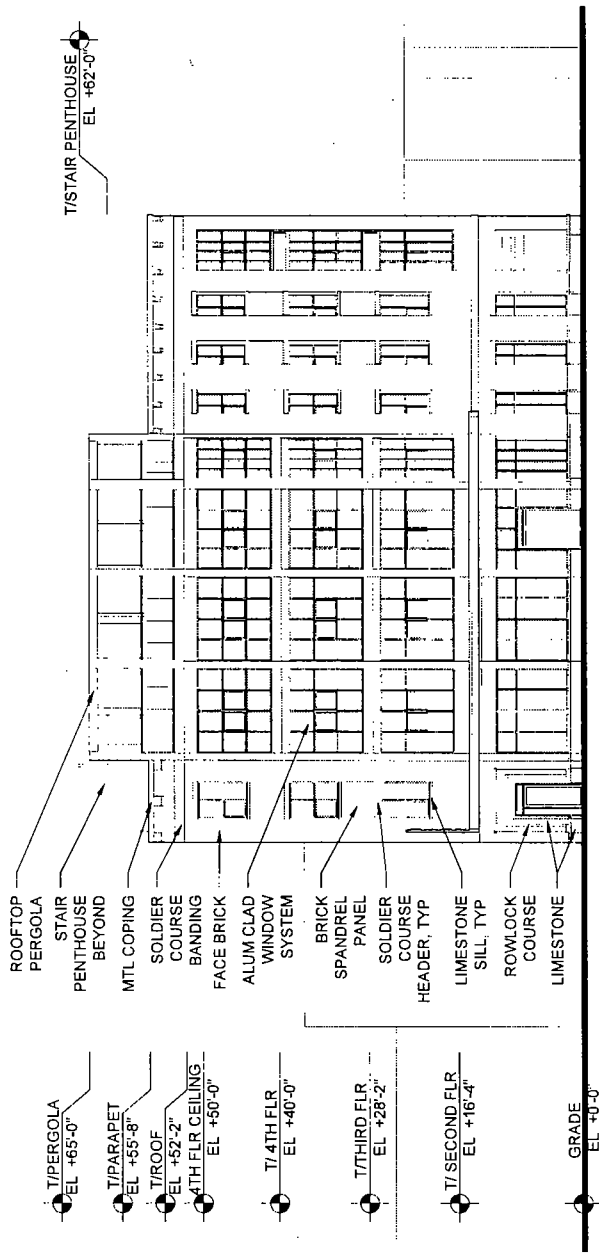 T/STAIR PENTHOUSE
EL +62'-0"
ROOFTOP
PERGOLA
STAIR
PENTHOUSE
BEYOND
MTL COPING
SOLDIER
COURSE
BANDING
FACE BRICK
ALUM CLAD
WINDOW
SYSTEM
BRICK
SPANDREL
PANEL
SOLDIER
COURSE
HEADER, TYP
LIMESTONE
SILL, TYP
ROWLOCK
COURSE
LIMESTONE
T/PERGOLA
EL +65'-0"
T/PARAPET
EL +55'-8"
T/ROOF
EL +52'-2"
4TH FLR CEILING
EL +50'-0"
T/ 4TH FLR
EL +40'-0"
T/THIRD FLR
EL +28'-2"
T/ SECOND FLR
EL +16'-4"
GRADE
EL +0'-0"